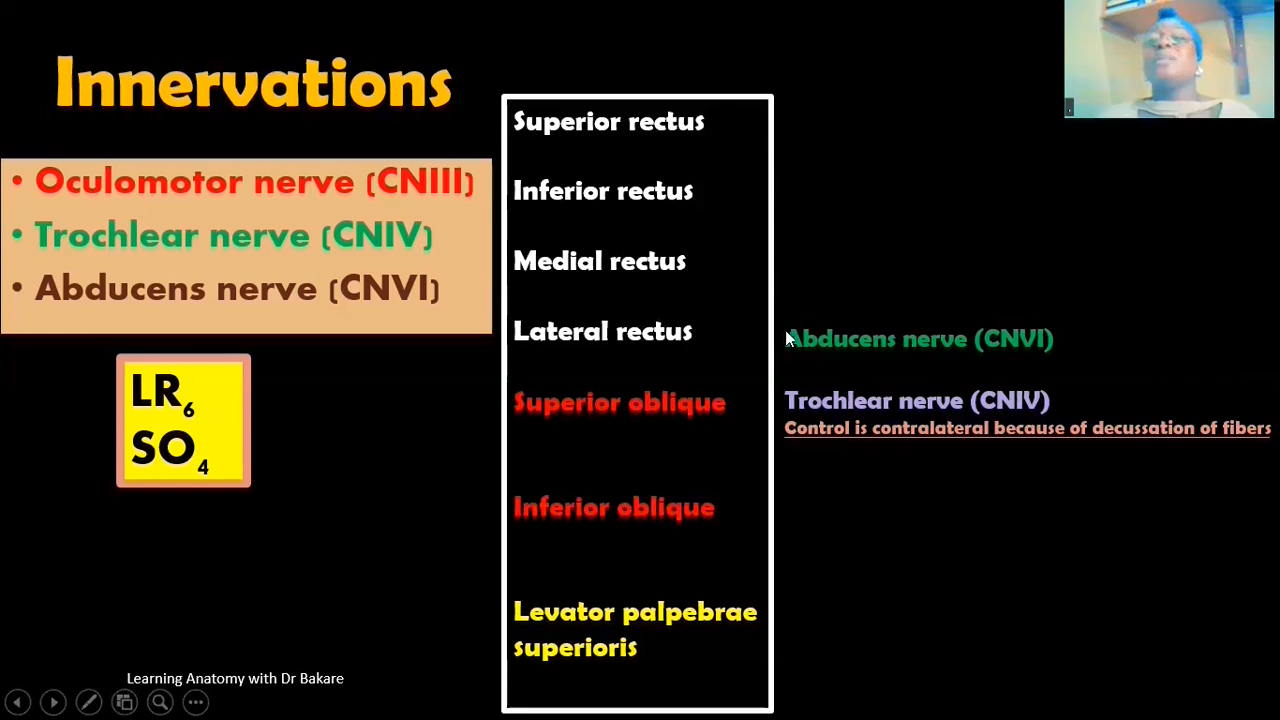 Innervations
• Oculomotor nerve (CNIII)
• Trochlear nerve (CNIV)
• Abducens nerve (CNVI)
LR6
SO4
Superior rectus
Inferior rectus
Medial rectus
Lateral rectus
Superior oblique
Inferior oblique
Levator palpebrae
superioris
Abducens nerve (CNVI)
Trochlear nerve (CNIV)
Control is contralateral because of decussation of fibers
Learning Anatomy with Dr Bakare